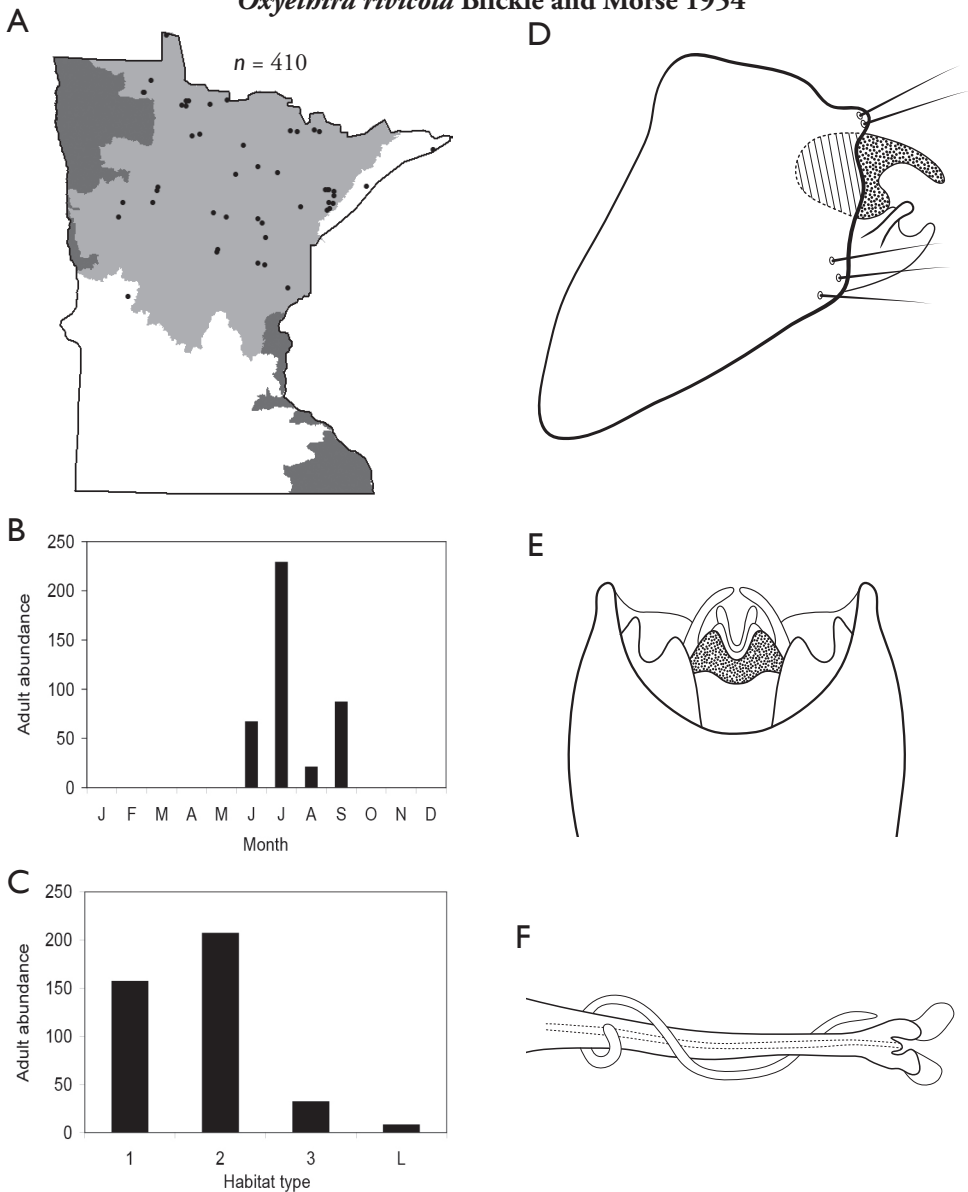 Oxyethira rivicola Blickle and Morse 1954
A
n = 410
D
B
250
200
150
100
50
0
Adult abundance
J F M A M J J A S O N D
Month
E
C
250
200
150
100
50
0
Adult abundance
1 2 3 L
Habitat type
F